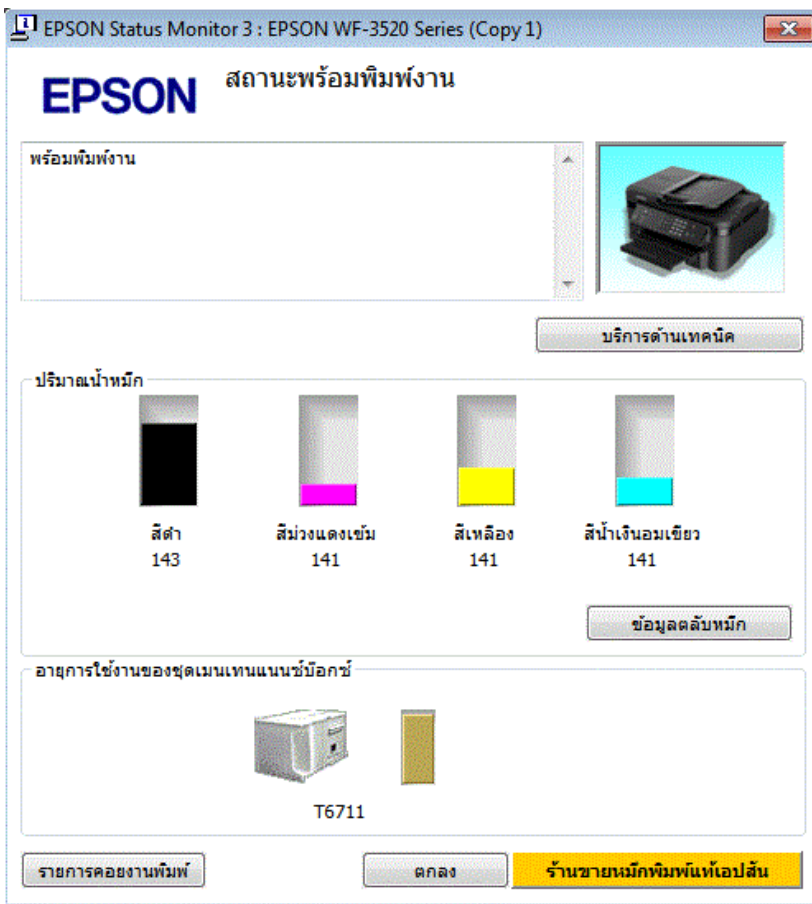 EPSON Status Monitor 3 : EPSON WF-3520 Series (Copy 1)
EPSON
สถานะพร้อมพิมพ์งาน
พร้อมพิมพ์งาน
บริการด้านเทคนิค
ปริมาณน้ำหมึก
สีดำ สีม่วงแดงเข้ม สีเหลือง สีน้ำเงินอมเขียว
143 141 141 141
ข้อมูลตลับหมึก
อายุการใช้งานของชุดเมนเทนแนนซ์บ๊อกซ์
T6711
รายการคอยงานพิมพ์ ตกลง ร้านขายหมึกพิมพ์แท้เอปสัน